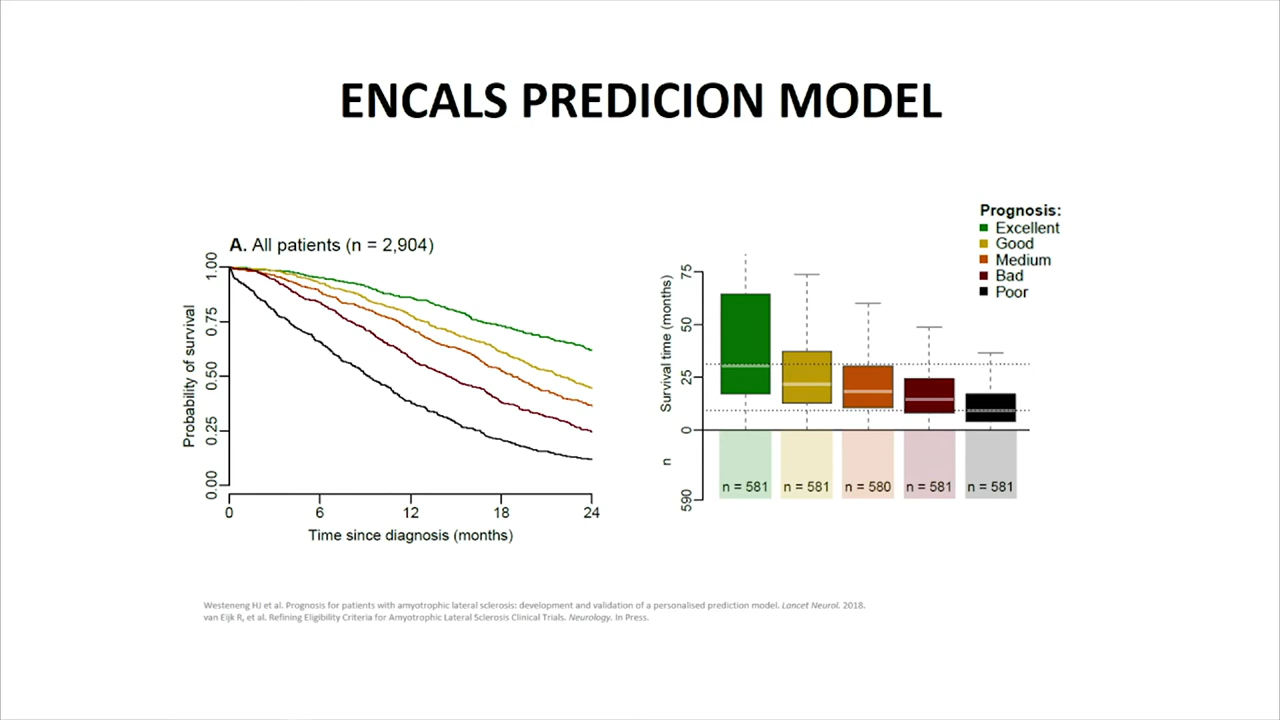 ENCALS PREDICION MODEL
A. All patients (n = 2,904)
Probability of survival
1.00
0.75
0.50
0.25
0.00
0
6
12
18
24
Time since diagnosis (months)
Prognosis:
Excellent
Good
Medium
Bad
Poor
Survival time (months)
75
50
25
0
n
590
n = 581
n = 581
n = 580
n = 581
n = 581
Westeneng HJ et al. Prognosis for patients with amyotrophic lateral sclerosis: development and validation of a personalised prediction model. Lancet Neurol. 2018.
van Eijk R, et al. Refining Eligibility Criteria for Amyotrophic Lateral Sclerosis Clinical Trials. Neurology. In Press.